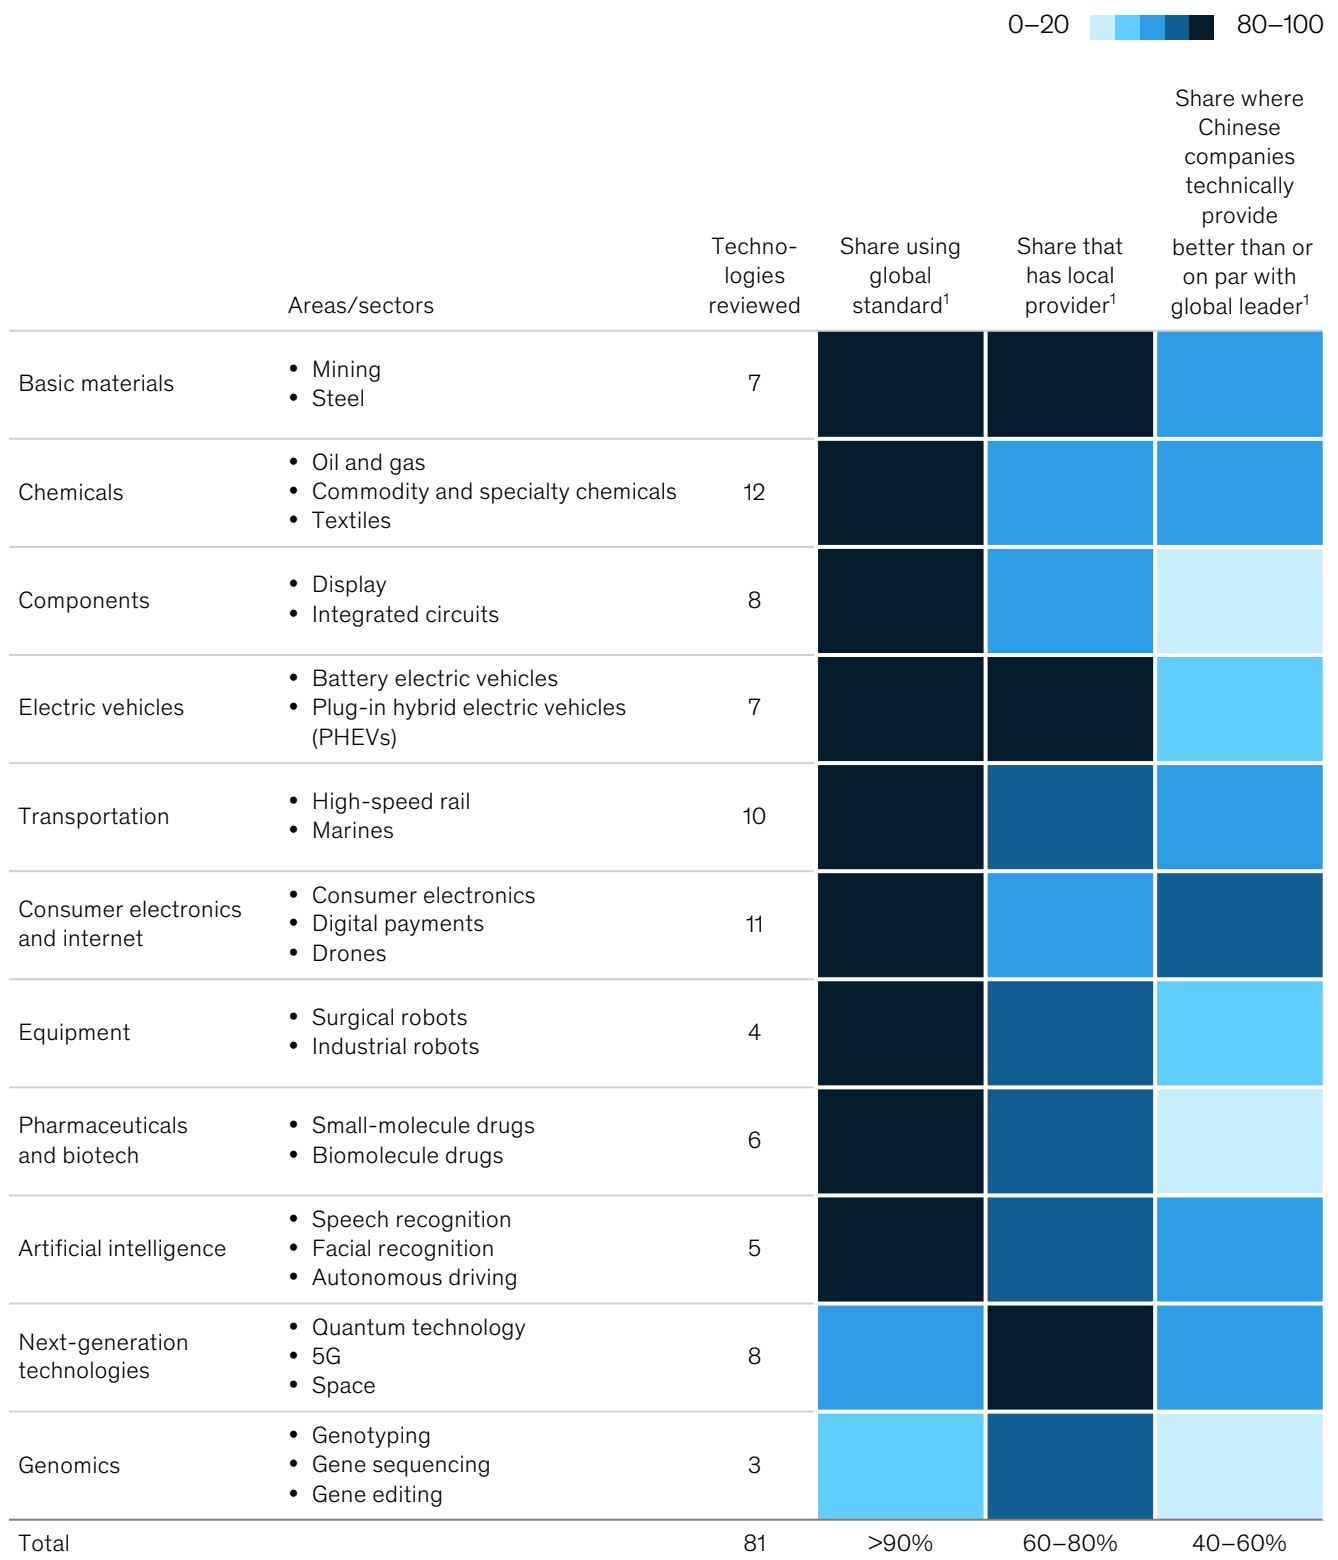 0–20 80–100
Share where
Chinese
companies
technically
provide
better than or
on par with
global leader1
Techno-
logies
reviewed
Share using
global
standard1
Share that
has local
provider1
Areas/sectors
Basic materials
• Mining
• Steel
7
Chemicals
• Oil and gas
• Commodity and specialty chemicals
• Textiles
12
Components
• Display
• Integrated circuits
8
Electric vehicles
• Battery electric vehicles
• Plug-in hybrid electric vehicles
(PHEVs)
7
Transportation
• High-speed rail
• Marines
10
Consumer electronics
and internet
• Consumer electronics
• Digital payments
• Drones
11
Equipment
• Surgical robots
• Industrial robots
4
Pharmaceuticals
and biotech
• Small-molecule drugs
• Biomolecule drugs
6
Artificial intelligence
• Speech recognition
• Facial recognition
• Autonomous driving
5
Next-generation
technologies
• Quantum technology
• 5G
• Space
8
Genomics
• Genotyping
• Gene sequencing
• Gene editing
3
Total 81 >90% 60–80% 40–60%